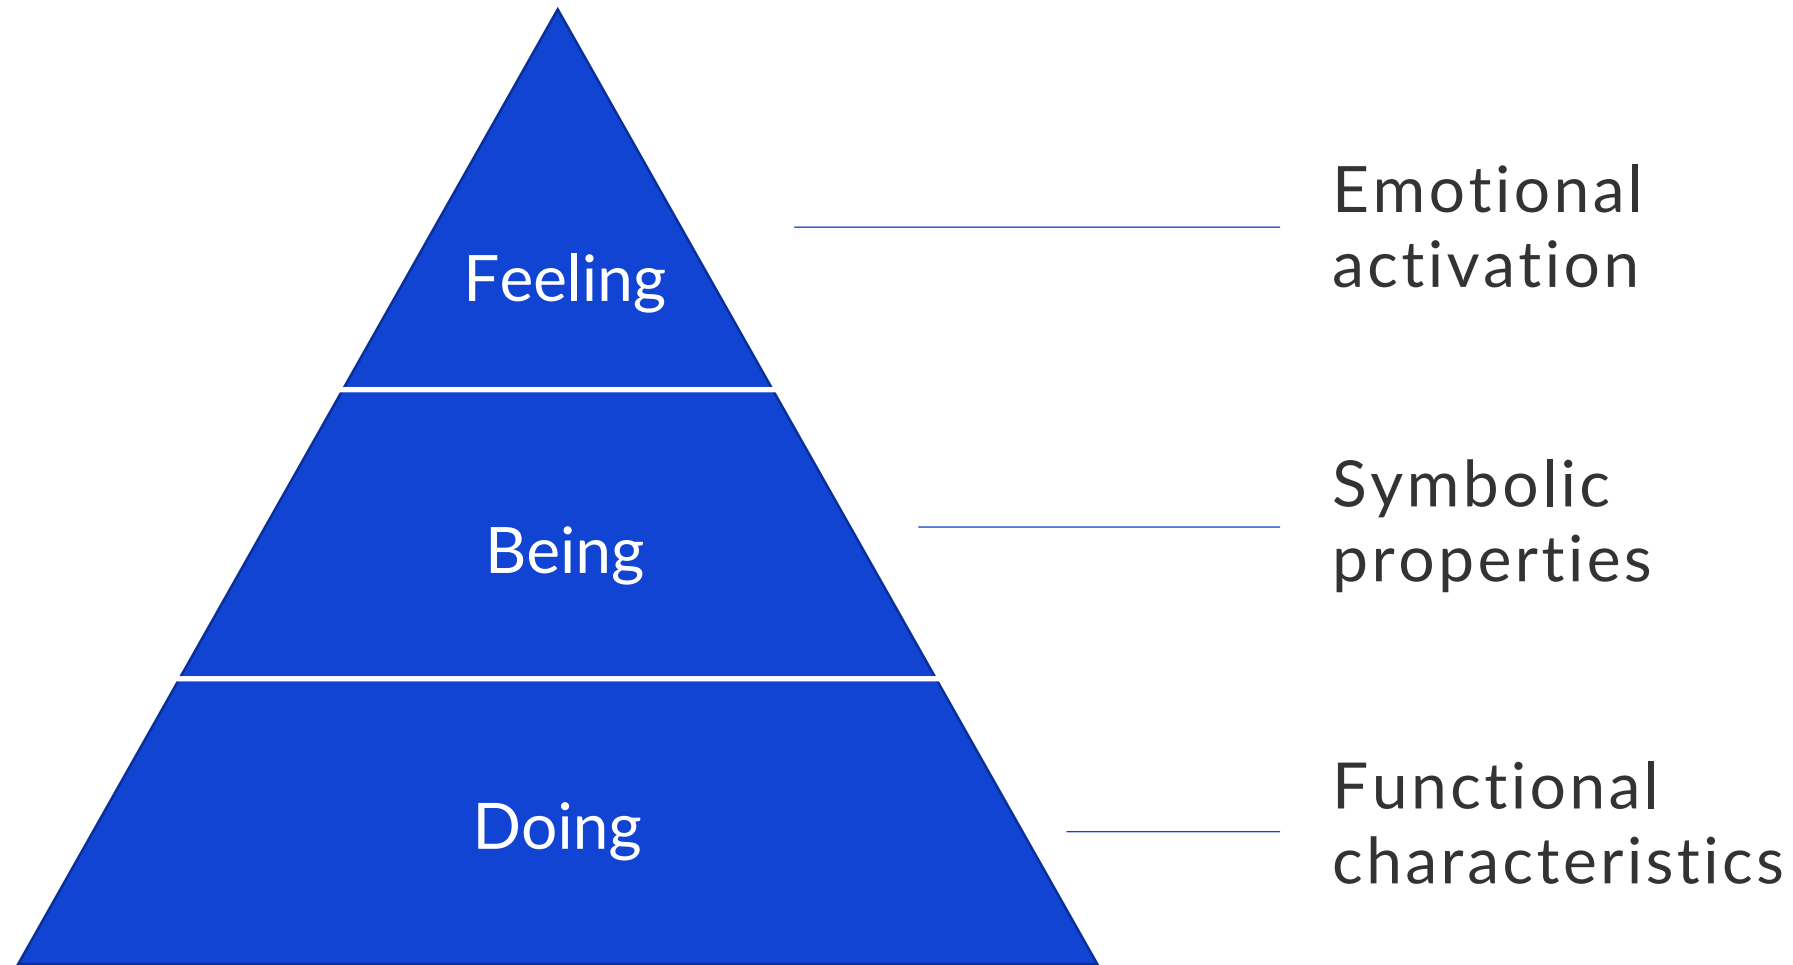 Feeling
Emotional
activation
Being
Symbolic
properties
Doing
Functional
characteristics